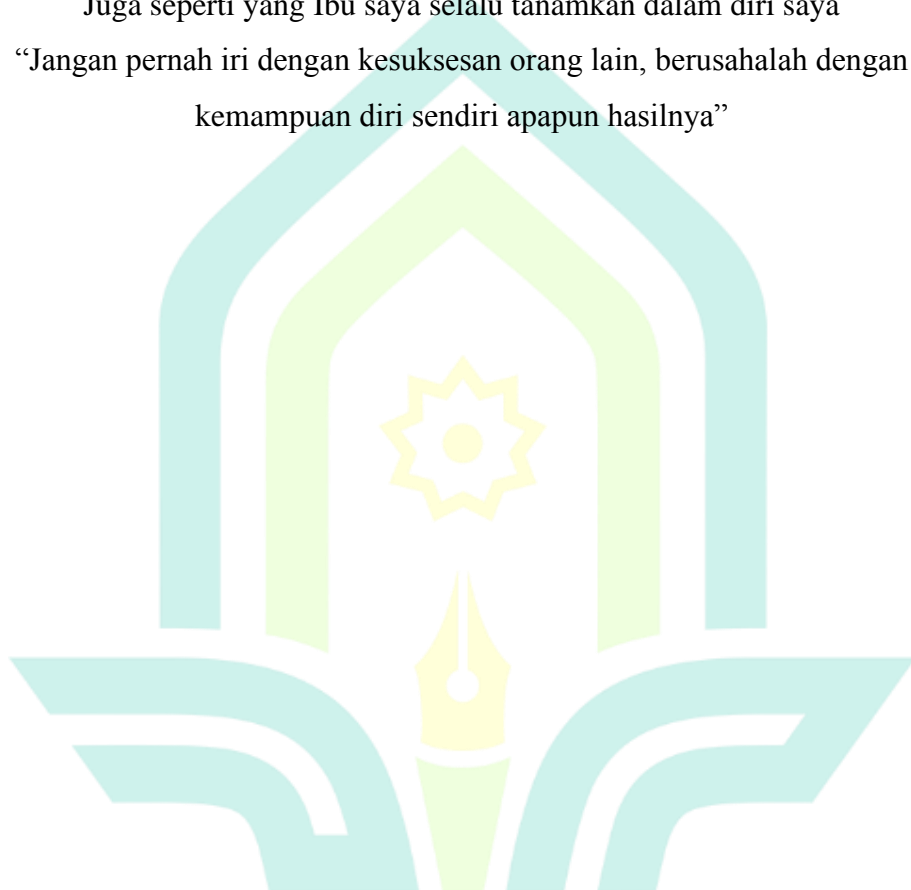 Juga seperti yang Ibu saya selalu tanamkan dalam diri saya
“Jangan pernah iri dengan kesuksesan orang lain, berusahalah dengan
kemampuan diri sendiri apapun hasilnya”